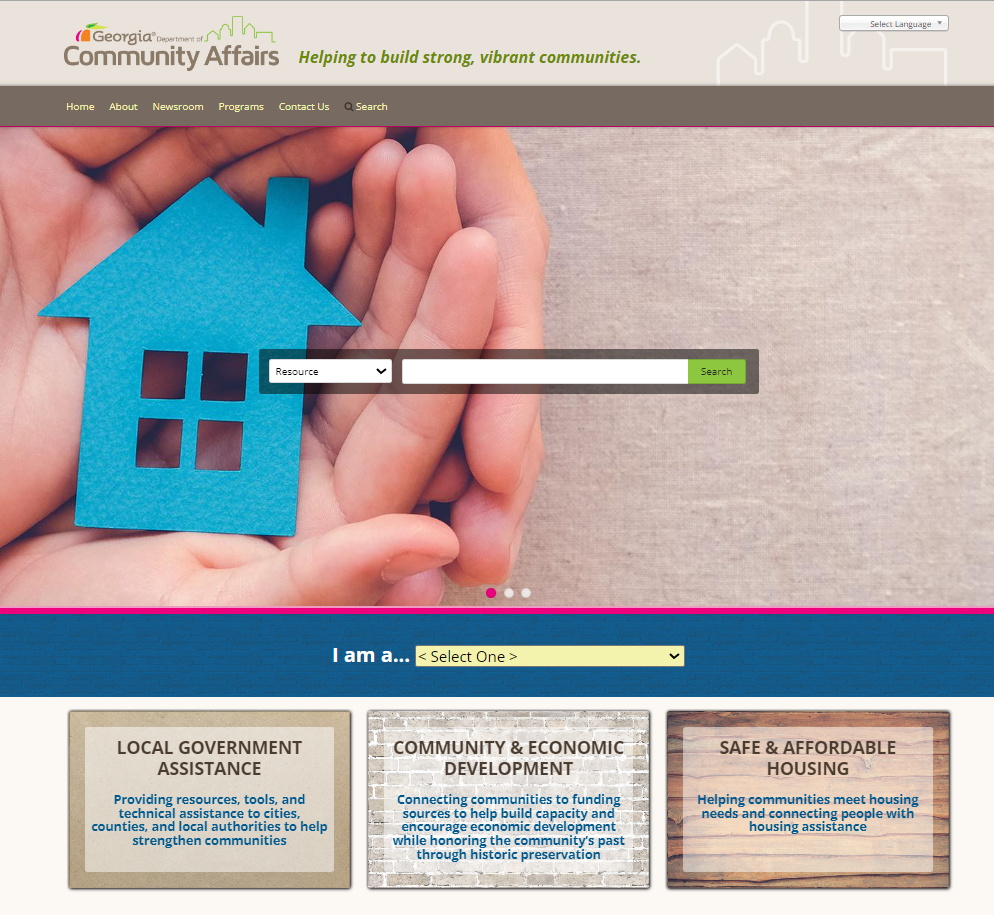 Select Language
Georgia® Department of
Community Affairs
Helping to build strong, vibrant communities.
Home About Newsroom Programs Contact Us Search
Resource Search
I am a... < Select One >
LOCAL GOVERNMENT
ASSISTANCE
Providing resources, tools, and
technical assistance to cities,
counties, and local authorities to help
strengthen communities
COMMUNITY & ECONOMIC
DEVELOPMENT
Connecting communities to funding
sources to help build capacity and
encourage economic development
while honoring the community's past
through historic preservation
SAFE & AFFORDABLE
HOUSING
Helping communities meet housing
needs and connecting people with
housing assistance